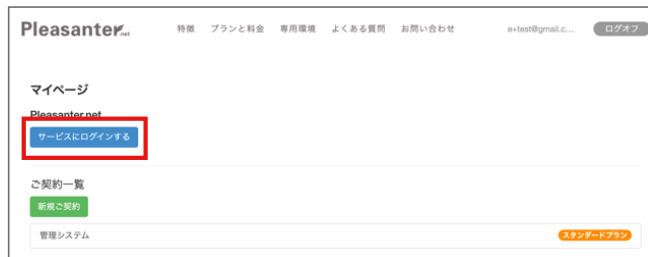 Pleasanter.net
特徴 プランと料金 専用環境 よくある質問 お問い合わせ e+test@gmail.c... ログオフ
マイページ
Pleasanter.net
サービスにログインする
ご契約一覧
新規ご契約
管理システム スタンダードプラン